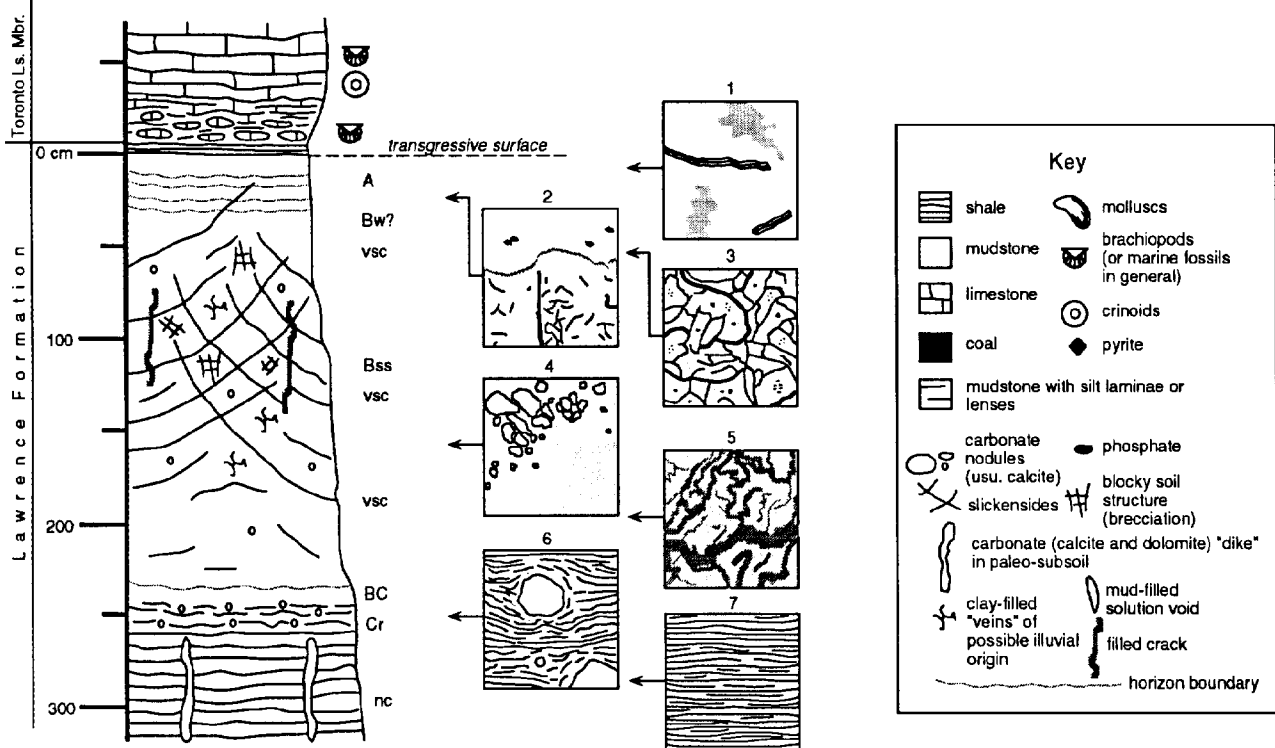 Toronto Ls. Mbr.
Lawrence Formation
0 cm
100
200
300
transgressive surface
A
Bw?
vsc
Bss
vsc
vsc
BC
Cr
nc
1
2
3
4
5
6
7
Key
shale
mudstone
limestone
coal
mudstone with silt laminae or
lenses
carbonate
nodules
(usu. calcite)
slickensides
molluscs
brachiopods
(or marine fossils
in general)
crinoids
pyrite
phosphate
blocky soil
structure
(brecciation)
carbonate (calcite and dolomite) "dike"
in paleo-subsoil
clay-filled
"veins" of
possible illuvial
origin
mud-filled
solution void
filled crack
horizon boundary